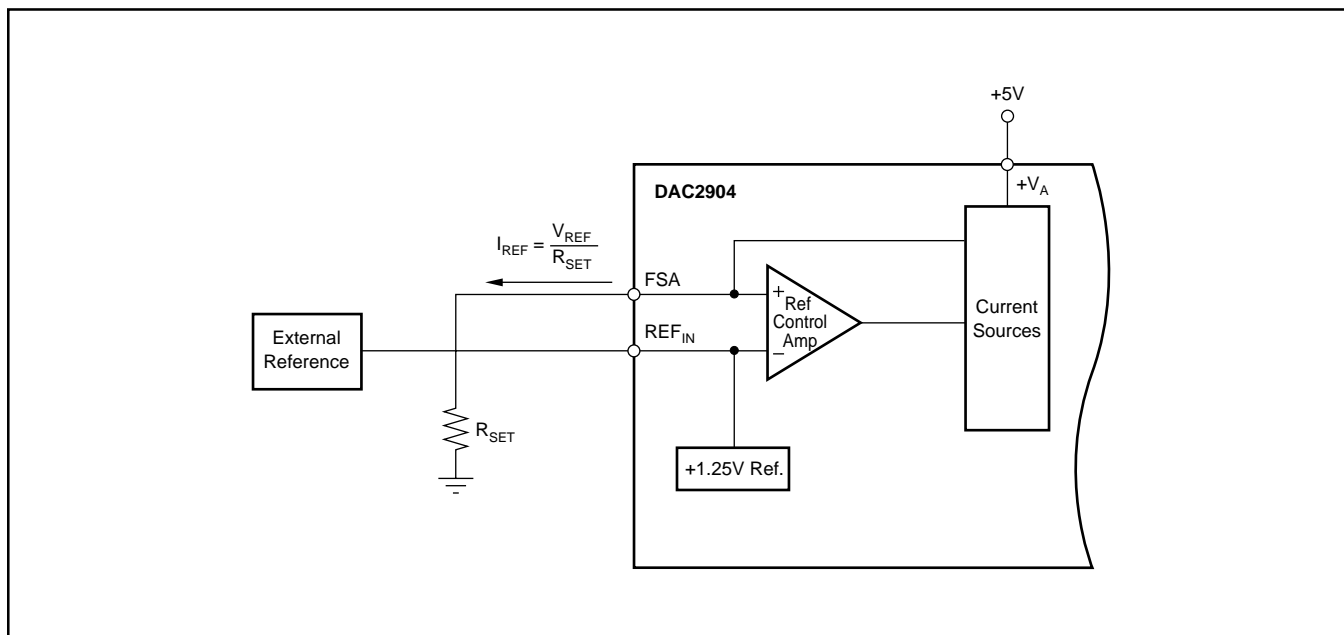 +5V
DAC2904
+V_A
I_REF = V_REF / R_SET
FSA
+
Ref
Control
Amp
−
Current
Sources
External
Reference
REF_IN
R_SET
+1.25V Ref.